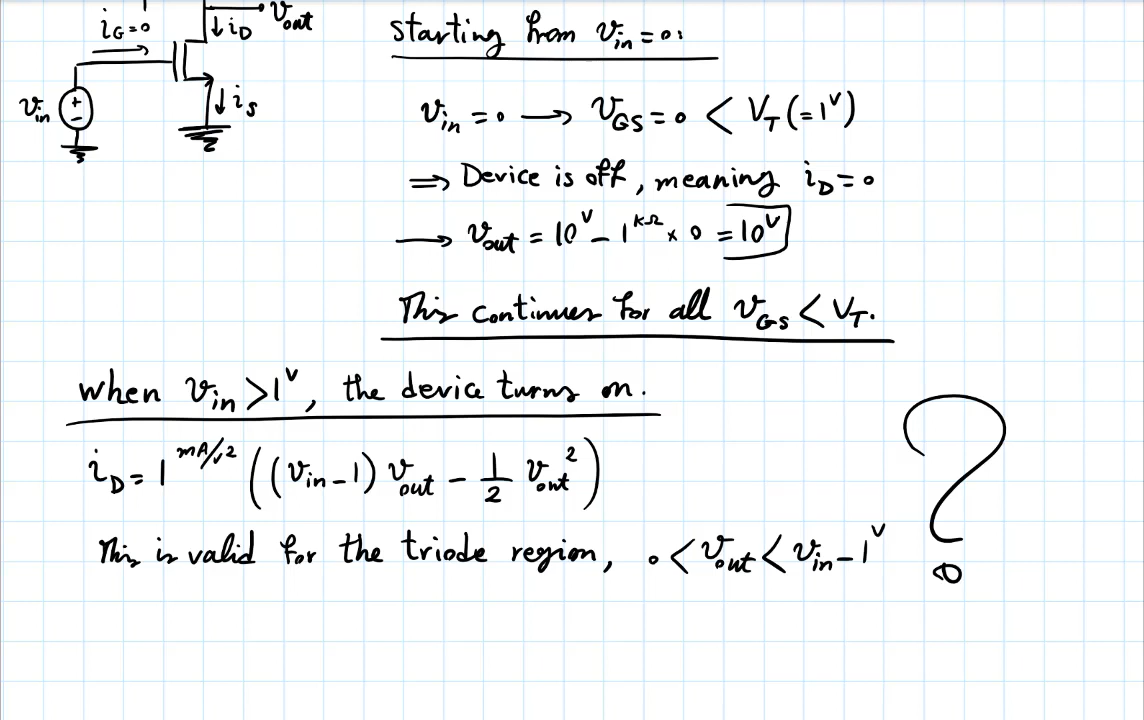 i_G=0
↓i_D
v_out
v_in
+
−
↓i_S
starting from v_in=0:
v_in = 0 → v_GS = 0 < V_T (=1^V)
⇒ Device is off, meaning i_D = 0
→ v_out = 10^V − 1^kΩ × 0 = 10^V
This continues for all v_GS < V_T.
when v_in > 1^V, the device turns on.
i_D = 1^mA/V² ((v_in − 1) v_out − 1/2 v_out²)
This is valid for the triode region, 0 < v_out < v_in − 1^V
?